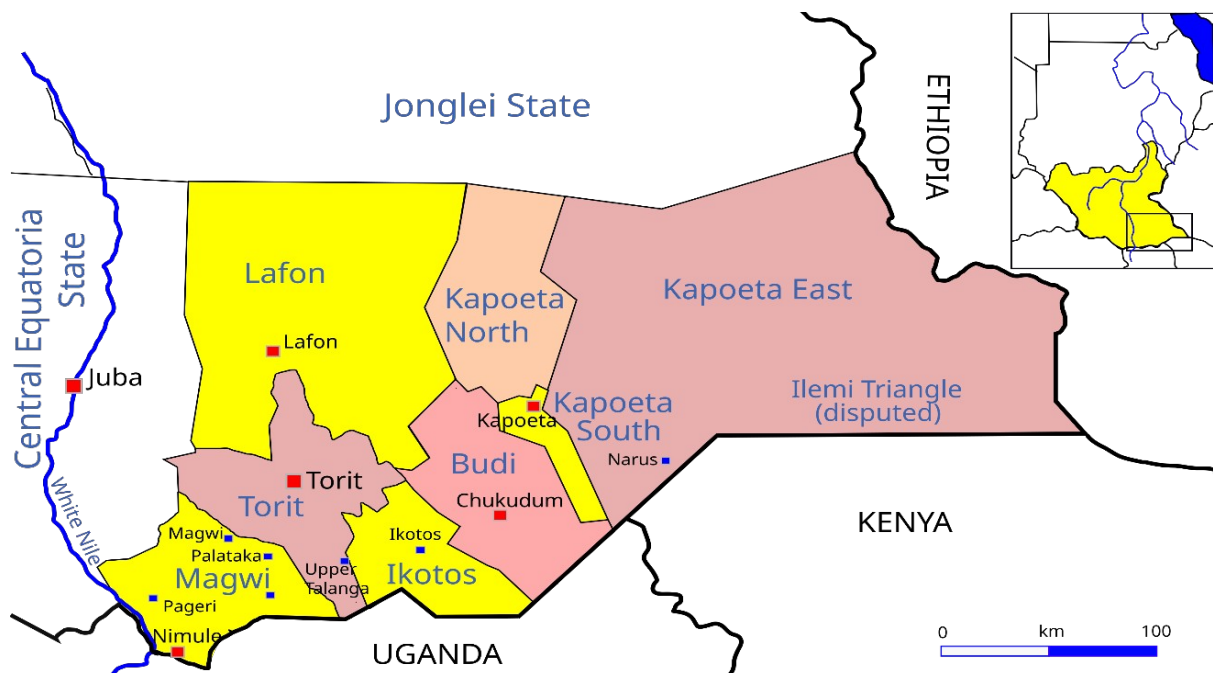 Jonglei State
ETHIOPIA
Central Equatoria
State
Lafon
Kapoeta
North
Kapoeta East
Lafon
Juba
Ilemi Triangle
(disputed)
Kapoeta
Kapoeta
South
Narus
Budi
Torit
Torit
Chukudum
White Nile
Magwi
Palataka
Ikotos
KENYA
Magwi
Upper
Talanga
Ikotos
Pageri
Nimule
UGANDA
0 km 100